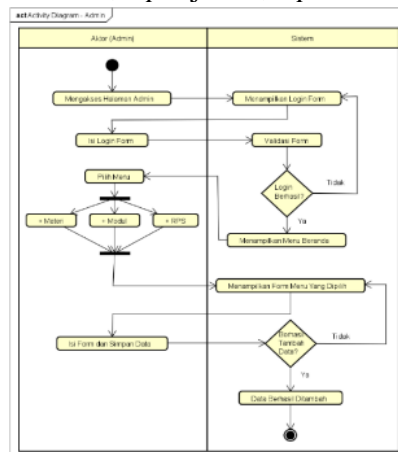 act Activity Diagram - Admin
Aktor (Admin)
Sistem
Mengakses Halaman Admin
Menampilkan Login Form
Isi Login Form
Validasi Form
Pilih Menu
Login
Berhasil?
Tidak
Ya
+ Materi
+ Modul
+ RPS
Menampilkan Menu Beranda
Menampilkan Form Menu Yang Dipilih
Isi Form dan Simpan Data
Berhasil
Tambah
Data?
Tidak
Ya
Data Berhasil Ditambah